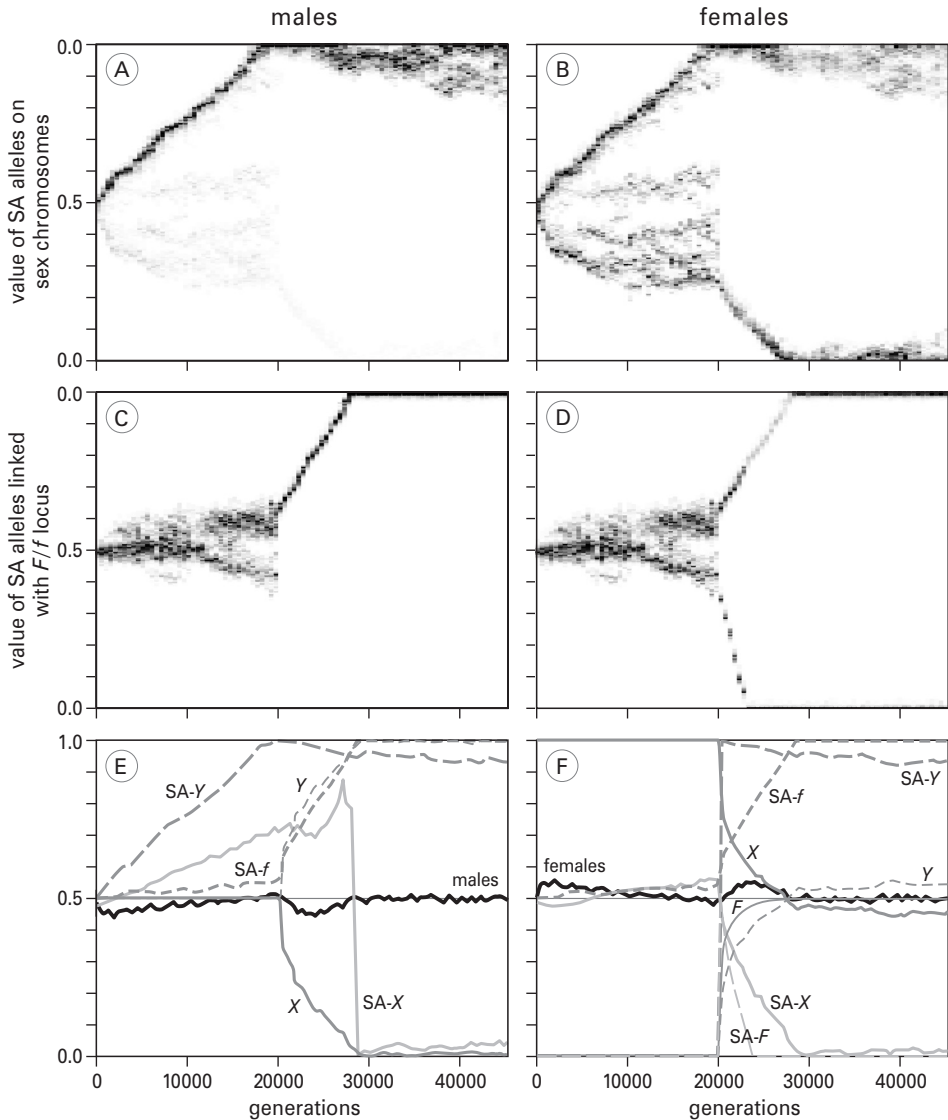 males
females
A
B
value of SA alleles on
sex chromosomes
0.0
0.5
0.0
C
D
value of SA alleles linked
with F/f locus
0.0
0.5
0.0
E
F
1.0
0.5
0.0
SA-Y
Y
SA-f
males
X
SA-X
SA-Y
SA-f
X
females
Y
F
SA-X
SA-F
0
10000
20000
30000
40000
0
10000
20000
30000
40000
generations
generations